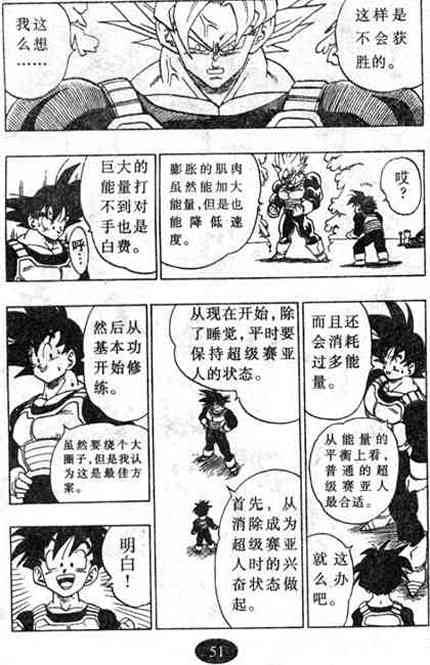 这样是
不会获
胜的。
我这
么想
……
哎?
膨胀的肌肉
虽然能加大
能量,但是也
能降低速
度。
巨大的
能量打
不到对
手也是
白费。
呼…
而且还
会消耗
过多能
量。
从能量的
平衡上看,
普通的超
级赛亚人
最合适。
从现在开始,除
了睡觉,平时要
保持超级赛亚
人的状态。
首先,从
消除成为
超级赛亚
人时的兴
奋状态做
起。
然后从
基本功
开始修
练。
虽然要绕个大
圈子,但是我认
为这是最佳方
案。
就这
么办
吧。
明白!
51